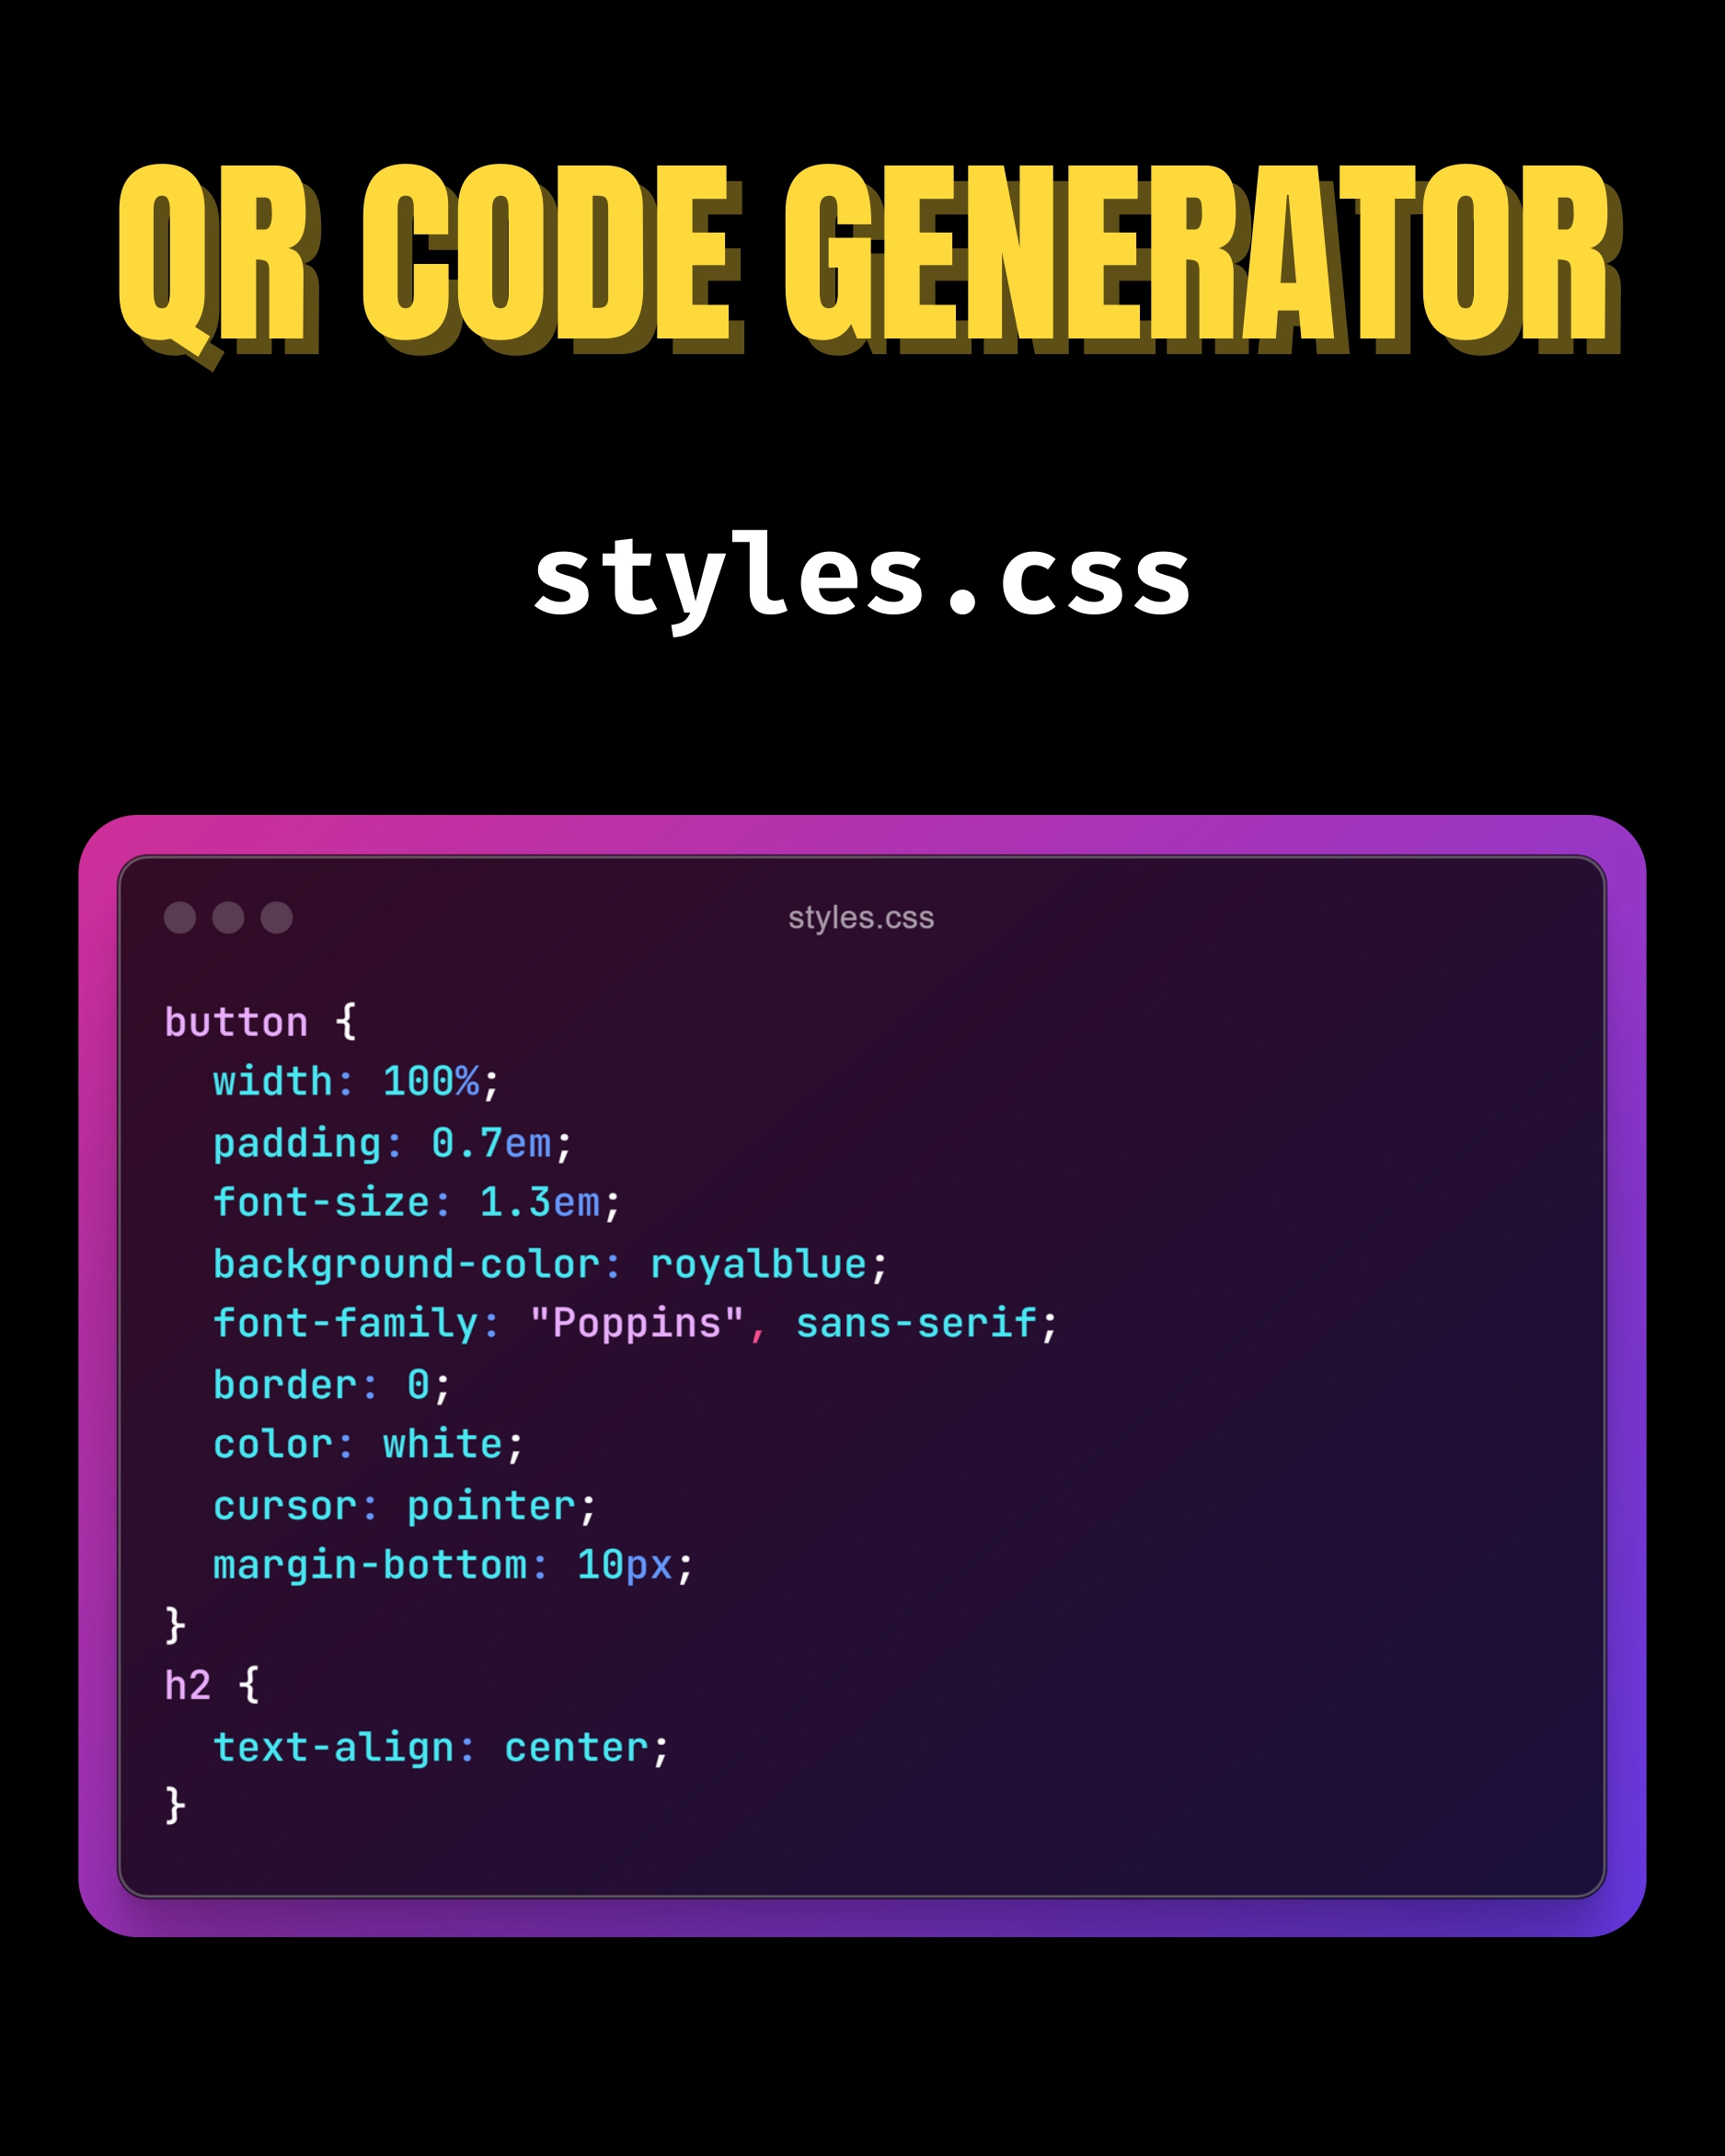 QR CODE GENERATOR
styles.css
styles.css
button {
  width: 100%;
  padding: 0.7em;
  font-size: 1.3em;
  background-color: royalblue;
  font-family: "Poppins", sans-serif;
  border: 0;
  color: white;
  cursor: pointer;
  margin-bottom: 10px;
}
h2 {
  text-align: center;
}